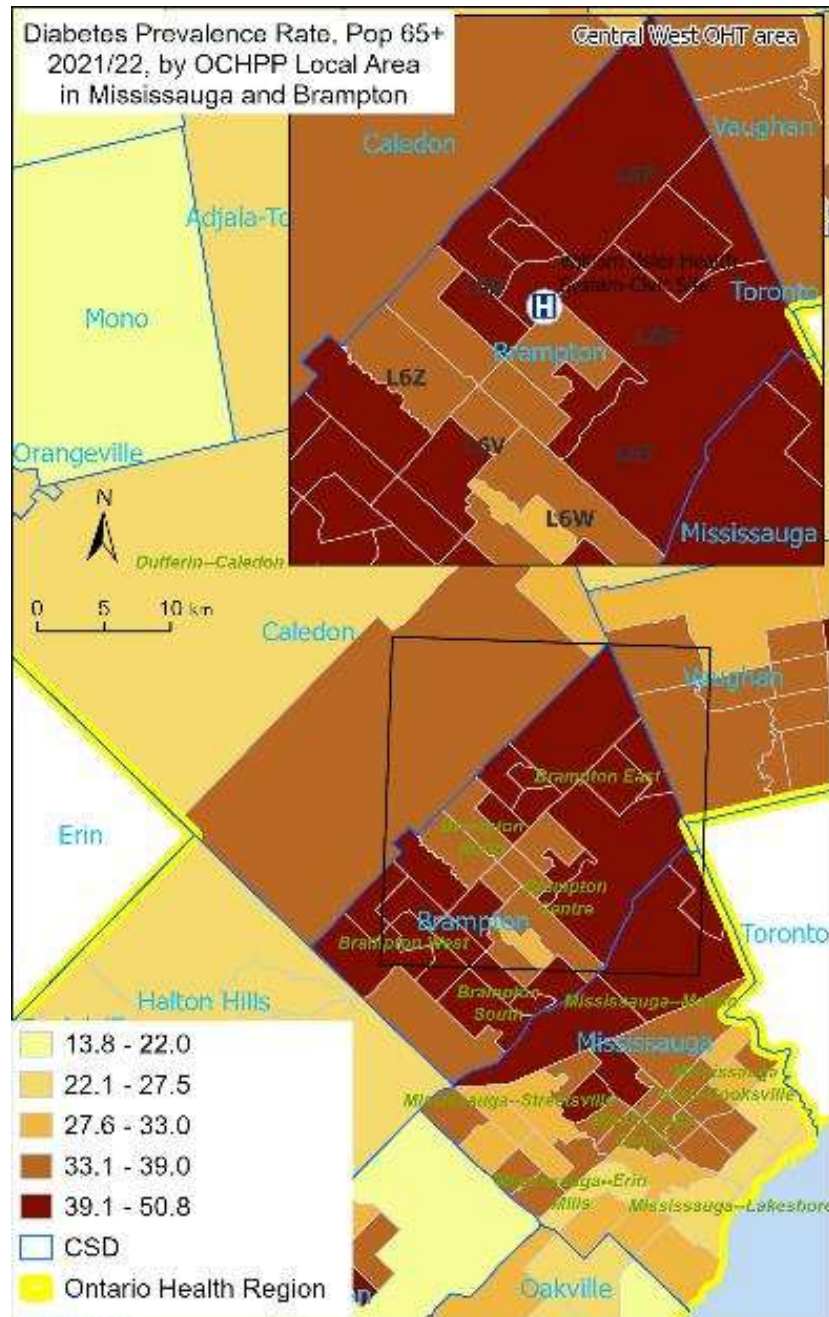 Diabetes Prevalence Rate, Pop 65+
2021/22, by OCHPP Local Area
in Mississauga and Brampton
Central West OHT area
Caledon
Vaughan
Mono
Toronto
Brampton
L6Z
L6V
L6W
Mississauga
Orangeville
N
Dufferin--Caledon
0 5 10 km
Caledon
Vaughan
Brampton East
Erin
Brampton
Brampton
Centre
Brampton
Brampton West
Toronto
Halton Hills
Brampton
South
Mississauga
Mississauga--Streetsville
Mississauga--Erin
Mills
Mississauga--Lakeshore
Oakville
13.8 - 22.0
22.1 - 27.5
27.6 - 33.0
33.1 - 39.0
39.1 - 50.8
CSD
Ontario Health Region